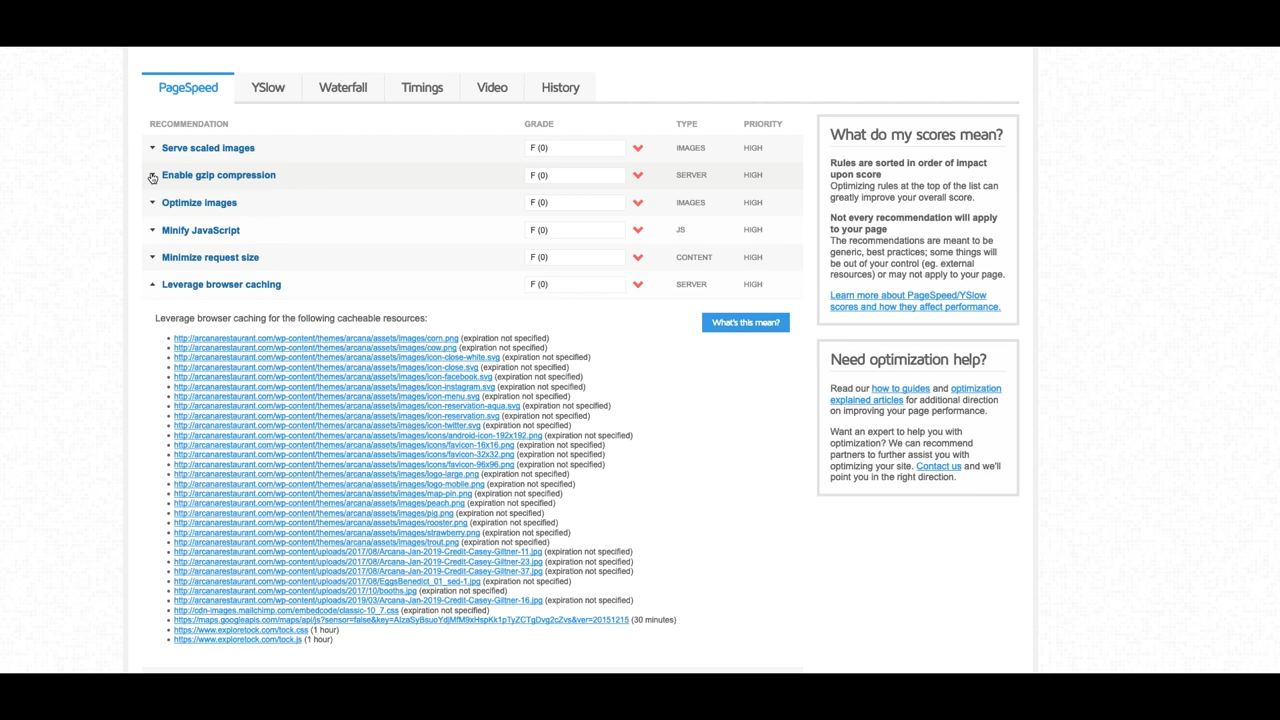 PageSpeed YSlow Waterfall Timings Video History
RECOMMENDATION GRADE TYPE PRIORITY
Serve scaled images F (0) IMAGES HIGH
Enable gzip compression F (0) SERVER HIGH
Optimize images F (0) IMAGES HIGH
Minify JavaScript F (0) JS HIGH
Minimize request size F (0) CONTENT HIGH
Leverage browser caching F (0) SERVER HIGH
Leverage browser caching for the following cacheable resources:
What's this mean?
http://arcanarestaurant.com/wp-content/themes/arcana/assets/images/corn.png (expiration not specified)
http://arcanarestaurant.com/wp-content/themes/arcana/assets/images/cow.png (expiration not specified)
http://arcanarestaurant.com/wp-content/themes/arcana/assets/images/icon-close-white.svg (expiration not specified)
http://arcanarestaurant.com/wp-content/themes/arcana/assets/images/icon-close.svg (expiration not specified)
http://arcanarestaurant.com/wp-content/themes/arcana/assets/images/icon-facebook.svg (expiration not specified)
http://arcanarestaurant.com/wp-content/themes/arcana/assets/images/icon-instagram.svg (expiration not specified)
http://arcanarestaurant.com/wp-content/themes/arcana/assets/images/icon-menu.svg (expiration not specified)
http://arcanarestaurant.com/wp-content/themes/arcana/assets/images/icon-reservation-aqua.svg (expiration not specified)
http://arcanarestaurant.com/wp-content/themes/arcana/assets/images/icon-reservation.svg (expiration not specified)
http://arcanarestaurant.com/wp-content/themes/arcana/assets/images/icon-twitter.svg (expiration not specified)
http://arcanarestaurant.com/wp-content/themes/arcana/assets/images/icons/android-icon-192x192.png (expiration not specified)
http://arcanarestaurant.com/wp-content/themes/arcana/assets/images/icons/favicon-16x16.png (expiration not specified)
http://arcanarestaurant.com/wp-content/themes/arcana/assets/images/icons/favicon-32x32.png (expiration not specified)
http://arcanarestaurant.com/wp-content/themes/arcana/assets/images/icons/favicon-96x96.png (expiration not specified)
http://arcanarestaurant.com/wp-content/themes/arcana/assets/images/logo-large.png (expiration not specified)
http://arcanarestaurant.com/wp-content/themes/arcana/assets/images/logo-mobile.png (expiration not specified)
http://arcanarestaurant.com/wp-content/themes/arcana/assets/images/map-pin.png (expiration not specified)
http://arcanarestaurant.com/wp-content/themes/arcana/assets/images/peach.png (expiration not specified)
http://arcanarestaurant.com/wp-content/themes/arcana/assets/images/pig.png (expiration not specified)
http://arcanarestaurant.com/wp-content/themes/arcana/assets/images/rooster.png (expiration not specified)
http://arcanarestaurant.com/wp-content/themes/arcana/assets/images/strawberry.png (expiration not specified)
http://arcanarestaurant.com/wp-content/themes/arcana/assets/images/trout.png (expiration not specified)
http://arcanarestaurant.com/wp-content/uploads/2017/08/Arcana-Jan-2019-Credit-Casey-Giltner-11.jpg (expiration not specified)
http://arcanarestaurant.com/wp-content/uploads/2017/08/Arcana-Jan-2019-Credit-Casey-Giltner-23.jpg (expiration not specified)
http://arcanarestaurant.com/wp-content/uploads/2017/08/Arcana-Jan-2019-Credit-Casey-Giltner-37.jpg (expiration not specified)
http://arcanarestaurant.com/wp-content/uploads/2017/08/EggsBenedict_01_sed-1.jpg (expiration not specified)
http://arcanarestaurant.com/wp-content/uploads/2017/10/booths.jpg (expiration not specified)
http://arcanarestaurant.com/wp-content/uploads/2019/03/Arcana-Jan-2019-Credit-Casey-Giltner-16.jpg (expiration not specified)
http://cdn-images.mailchimp.com/embedcode/classic-10_7.css (expiration not specified)
https://maps.googleapis.com/maps/api/js?sensor=false&key=AIzaSyBsuoYdjMfM9xHspKk1pTyZCTgDvg2cZvs&ver=20151215 (30 minutes)
https://www.exploretock.com/tock.css (1 hour)
https://www.exploretock.com/tock.js (1 hour)
What do my scores mean?
Rules are sorted in order of impact
upon score
Optimizing rules at the top of the list can
greatly improve your overall score.
Not every recommendation will apply
to your page
The recommendations are meant to be
generic, best practices; some things will
be out of your control (eg. external
resources) or may not apply to your page.
Learn more about PageSpeed/YSlow
scores and how they affect performance.
Need optimization help?
Read our how to guides and optimization
explained articles for additional direction
on improving your page performance.
Want an expert to help you with
optimization? We can recommend
partners to further assist you with
optimizing your site. Contact us and we'll
point you in the right direction.